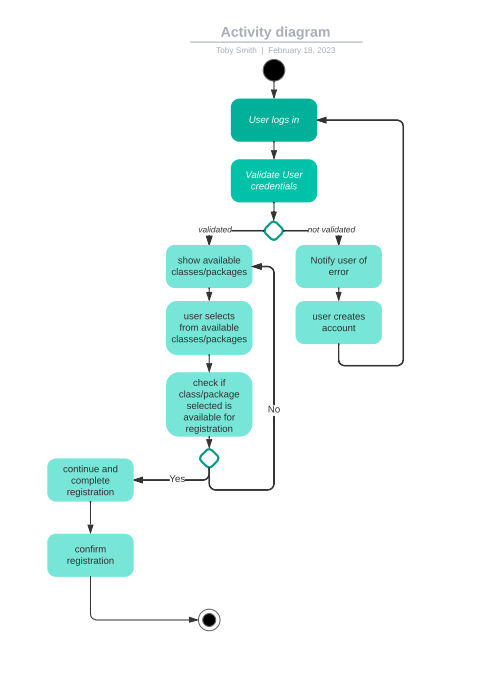 Activity diagram
Toby Smith | February 18, 2023
User logs in
Validate User
credentials
validated
not validated
show available
classes/packages
Notify user of
error
user selects
from available
classes/packages
user creates
account
check if
class/package
selected is
available for
registration
No
Yes
continue and
complete
registration
confirm
registration